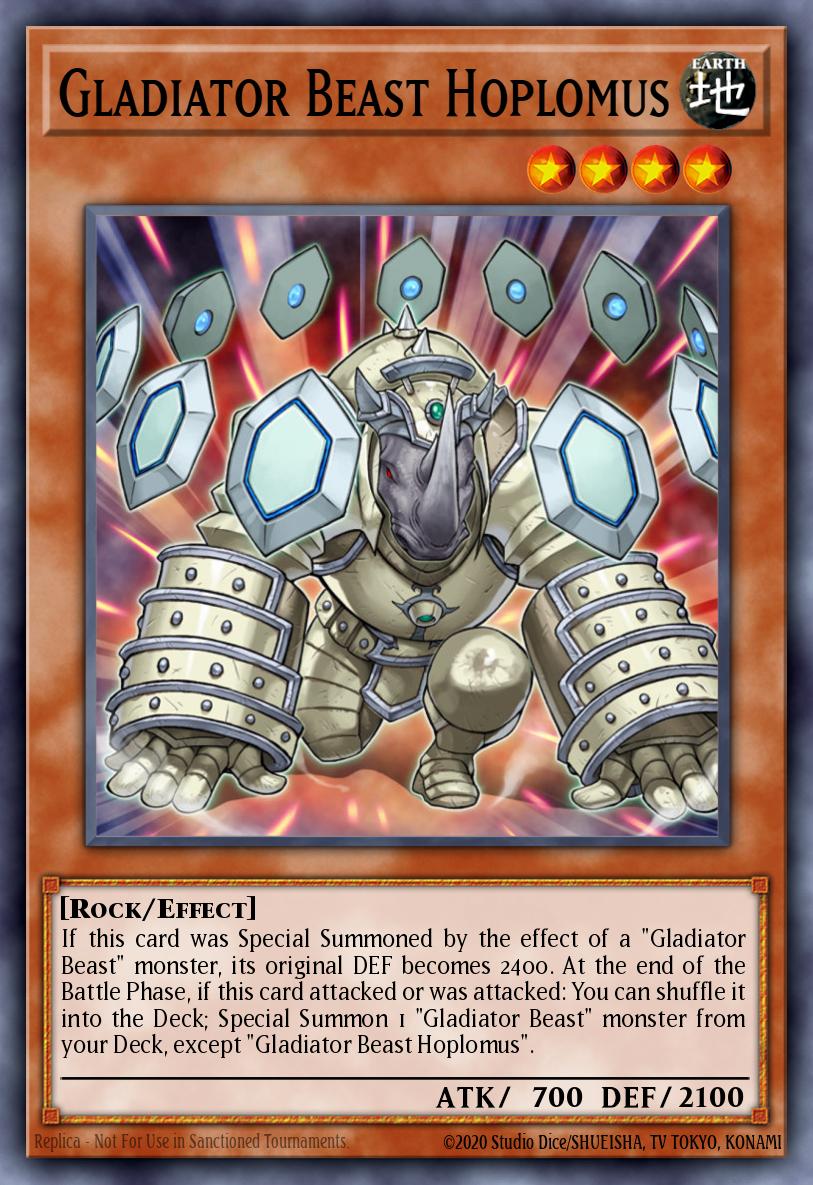 Gladiator Beast Hoplomus
EARTH
地
[Rock/Effect]
If this card was Special Summoned by the effect of a "Gladiator
Beast" monster, its original DEF becomes 2400. At the end of the
Battle Phase, if this card attacked or was attacked: You can shuffle it
into the Deck; Special Summon 1 "Gladiator Beast" monster from
your Deck, except "Gladiator Beast Hoplomus".
ATK/ 700 DEF/2100
Replica - Not For Use in Sanctioned Tournaments.
©2020 Studio Dice/SHUEISHA, TV TOKYO, KONAMI